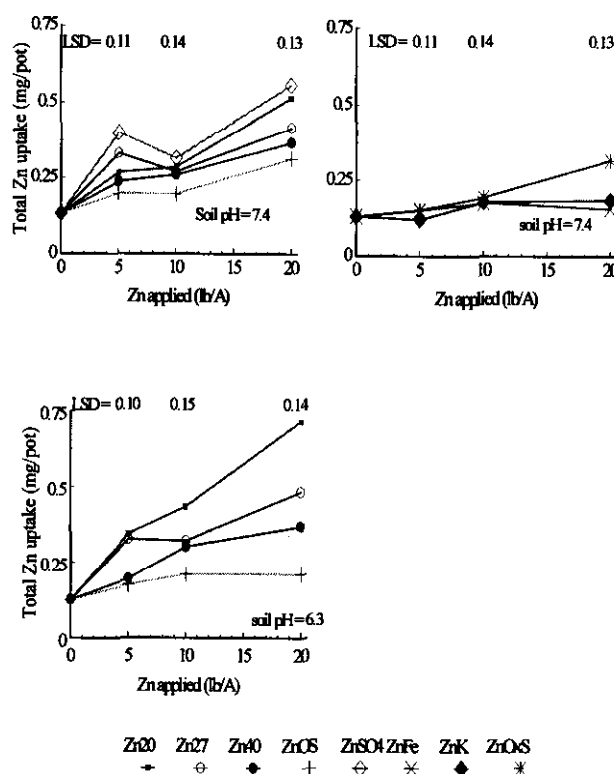 0.75
LSD= 0.11 0.14 0.13
0.5
0.25
0
Total Zn uptake (mg/pot)
Soil pH=7.4
0 5 10 15 20
Zn applied (lb/A)
0.75
LSD= 0.11 0.14 0.13
0.5
0.25
0
soil pH=7.4
0 5 10 15 20
Zn applied (lb/A)
0.75
LSD= 0.10 0.15 0.14
0.5
0.25
0
Total Zn uptake (mg/pot)
soil pH=6.3
0 5 10 15 20
Zn applied (lb/A)
Zn20 Zn27 Zn40 ZnOS ZnSO4 ZnFe ZnK ZnOxS